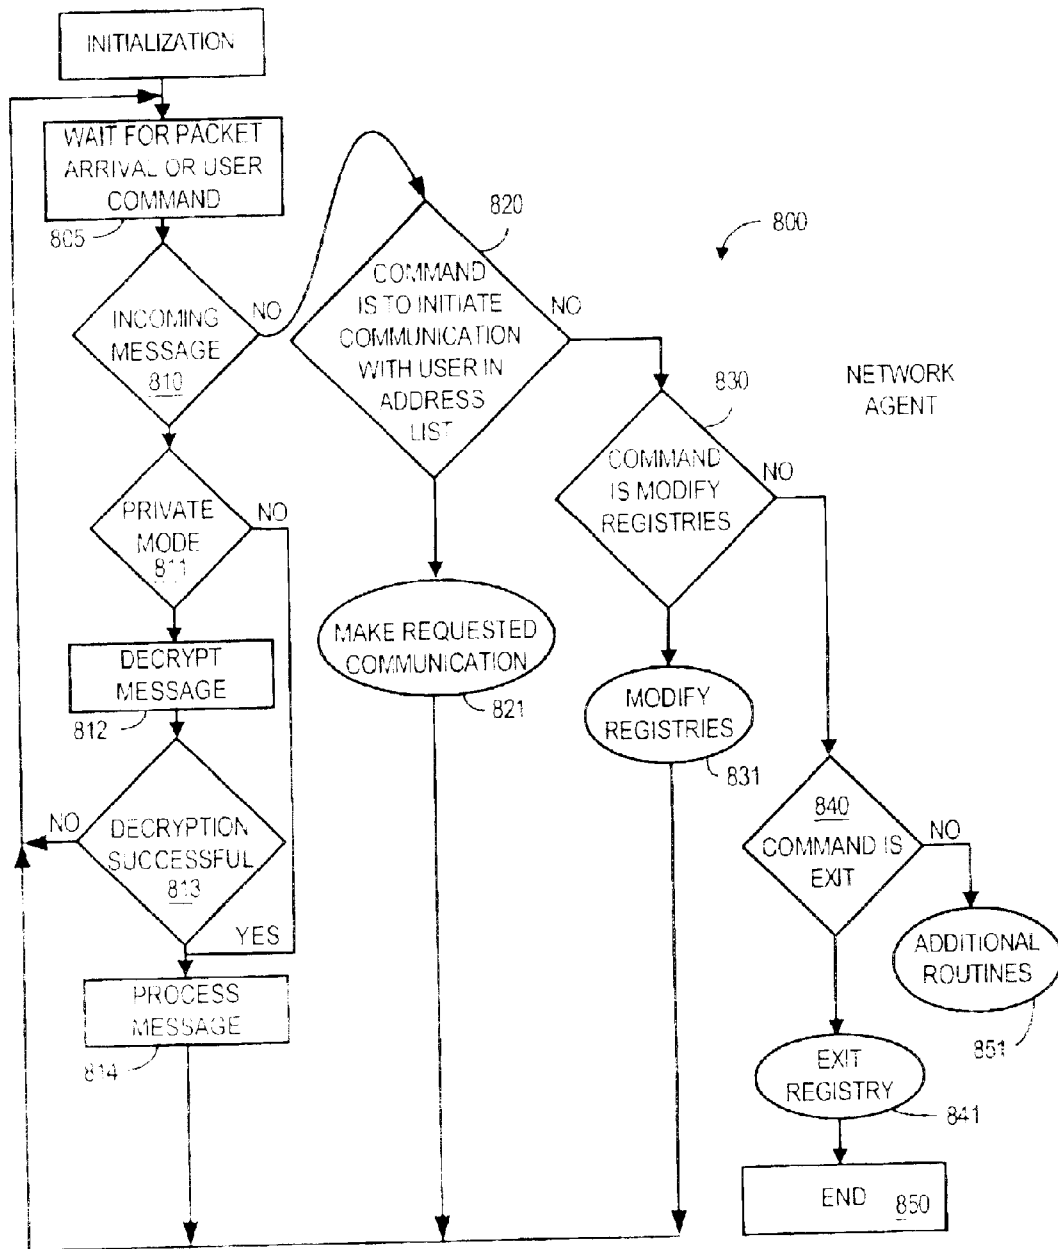 INITIALIZATION
WAIT FOR PACKET
ARRIVAL OR USER
COMMAND
805
INCOMING
MESSAGE
810
NO
PRIVATE
MODE
811
NO
DECRYPT
MESSAGE
812
DECRYPTION
SUCCESSFUL
813
NO
YES
PROCESS
MESSAGE
814
820
COMMAND
IS TO INITIATE
COMMUNICATION
WITH USER IN
ADDRESS
LIST
NO
MAKE REQUESTED
COMMUNICATION
821
800
NETWORK
AGENT
830
COMMAND
IS MODIFY
REGISTRIES
NO
MODIFY
REGISTRIES
831
840
COMMAND IS
EXIT
NO
ADDITIONAL
ROUTINES
851
EXIT
REGISTRY
841
END
850